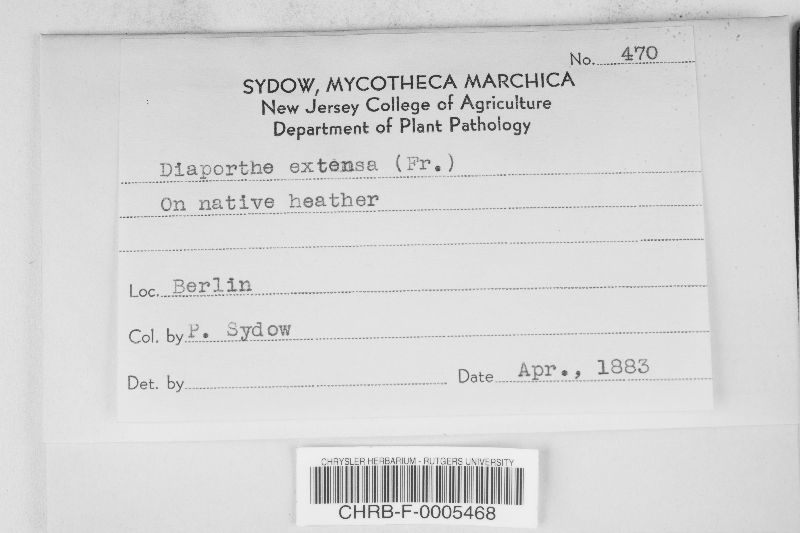 No. 470
SYDOW, MYCOTHECA MARCHICA
New Jersey College of Agriculture
Department of Plant Pathology
Diaporthe extensa (Fr.)
On native heather
Loc. Berlin
Col. by P. Sydow
Det. by
Date Apr., 1883
CHRYSLER HERBARIUM - RUTGERS UNIVERSITY
CHRB-F-0005468